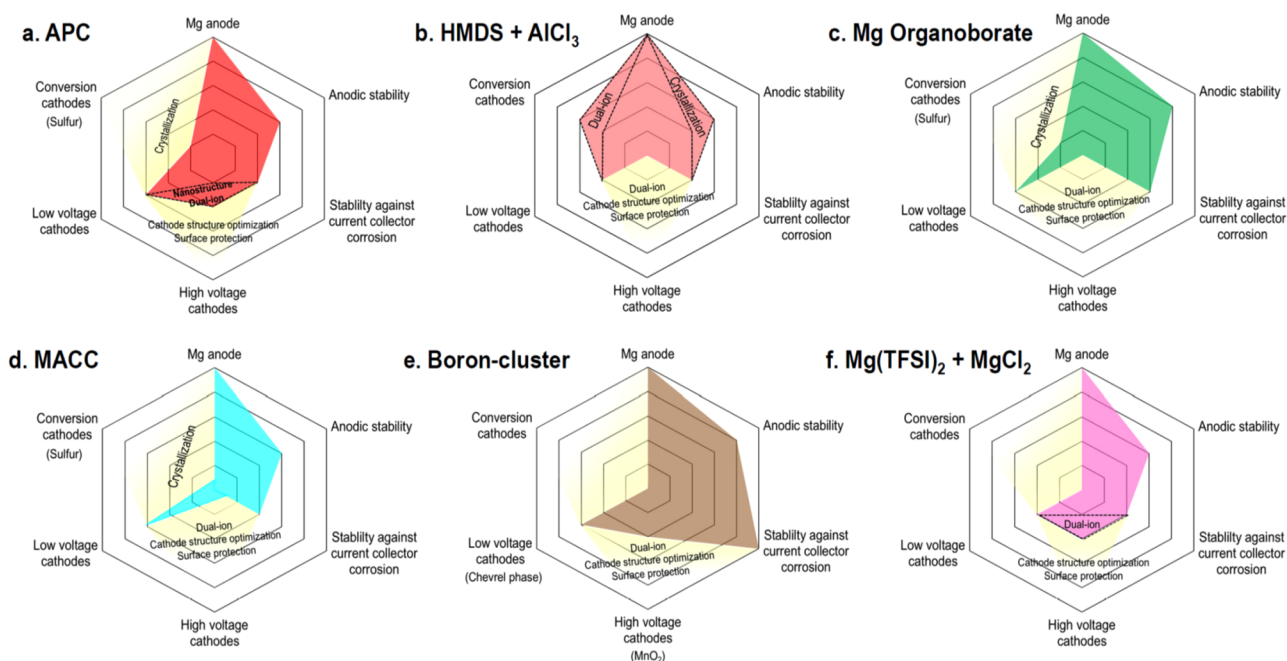 a. APC
Mg anode
Anodic stability
Stablity against
current collector
corrosion
High voltage
cathodes
Low voltage
cathodes
Conversion
cathodes
(Sulfur)
Crystallization
Nanostructure
Dual-ion
Cathode structure optimization
Surface protection
b. HMDS + AlCl3
Mg anode
Anodic stability
Stablity against
current collector
corrosion
High voltage
cathodes
Low voltage
cathodes
Conversion
cathodes
Dual-ion
Crystallization
Dual-ion
Cathode structure optimization
Surface protection
c. Mg Organoborate
Mg anode
Anodic stability
Stablity against
current collector
corrosion
High voltage
cathodes
Low voltage
cathodes
Conversion
cathodes
(Sulfur)
Crystallization
Dual-ion
Cathode structure optimization
Surface protection
d. MACC
Mg anode
Anodic stability
Stablity against
current collector
corrosion
High voltage
cathodes
Low voltage
cathodes
Conversion
cathodes
(Sulfur)
Crystallization
Dual-ion
Cathode structure optimization
Surface protection
e. Boron-cluster
Mg anode
Anodic stability
Stablity against
current collector
corrosion
High voltage
cathodes
(MnO2)
Low voltage
cathodes
(Chevrel phase)
Conversion
cathodes
Dual-ion
Cathode structure optimization
Surface protection
f. Mg(TFSI)2 + MgCl2
Mg anode
Anodic stability
Stablity against
current collector
corrosion
High voltage
cathodes
Low voltage
cathodes
Conversion
cathodes
Dual-ion
Cathode structure optimization
Surface protection